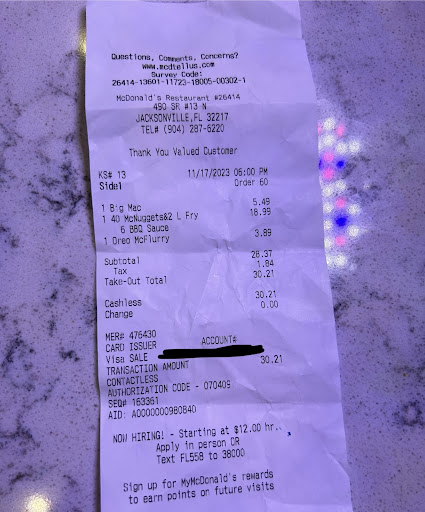 Questions, Comments, Concerns?
www.mcdtellus.com
Survey Code:
26414-13601-11723-18005-00302-1
McDonald's Restaurant #26414
490 SR #13 N
JACKSONVILLE,FL 32217
TEL# (904) 287-6220
Thank You Valued Customer
KS# 13 11/17/2023 06:00 PM
Side1 Order 60
1 Big Mac 5.49
1 40 McNuggets&2 L Fry 18.99
6 BBQ Sauce
1 Oreo McFlurry 3.89
Subtotal 28.37
Tax 1.84
Take-Out Total 30.21
Cashless 30.21
Change 0.00
MER# 476430
CARD ISSUER ACCOUNT#
Visa SALE
TRANSACTION AMOUNT 30.21
CONTACTLESS
AUTHORIZATION CODE - 070409
SEQ# 163361
AID: A0000000980840
NOW HIRING! - Starting at $12.00 hr..
Apply in person OR
Text FL558 to 38000
Sign up for MyMcDonald's rewards
to earn points on future visits